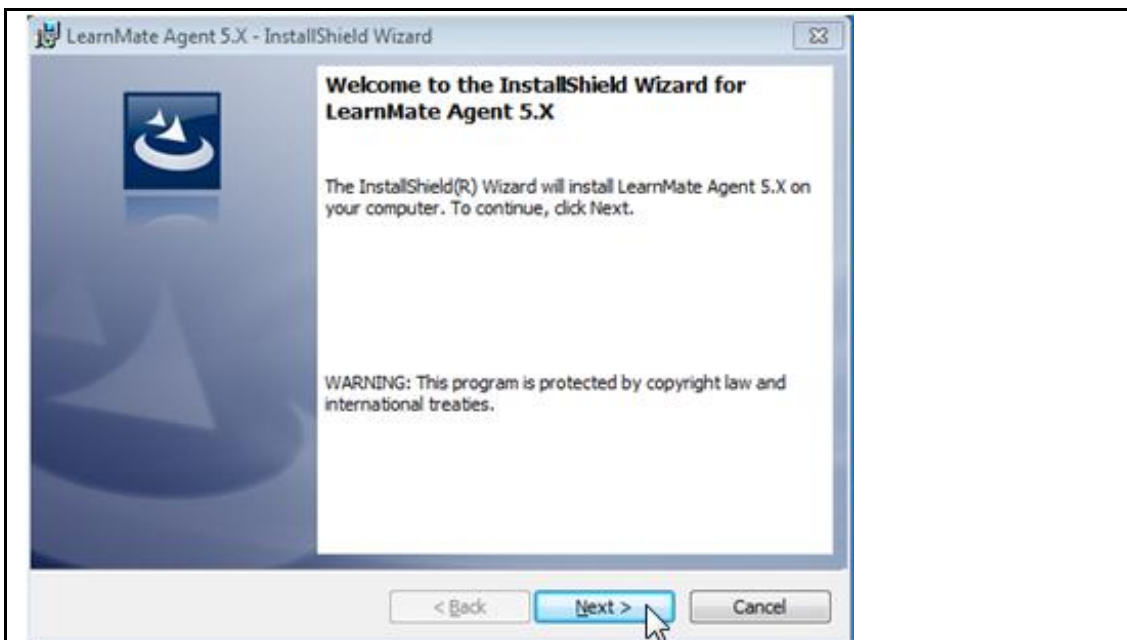 LearnMate Agent 5.X - InstallShield Wizard
Welcome to the InstallShield Wizard for
LearnMate Agent 5.X
The InstallShield(R) Wizard will install LearnMate Agent 5.X on
your computer. To continue, click Next.
WARNING: This program is protected by copyright law and
international treaties.
< Back Next > Cancel